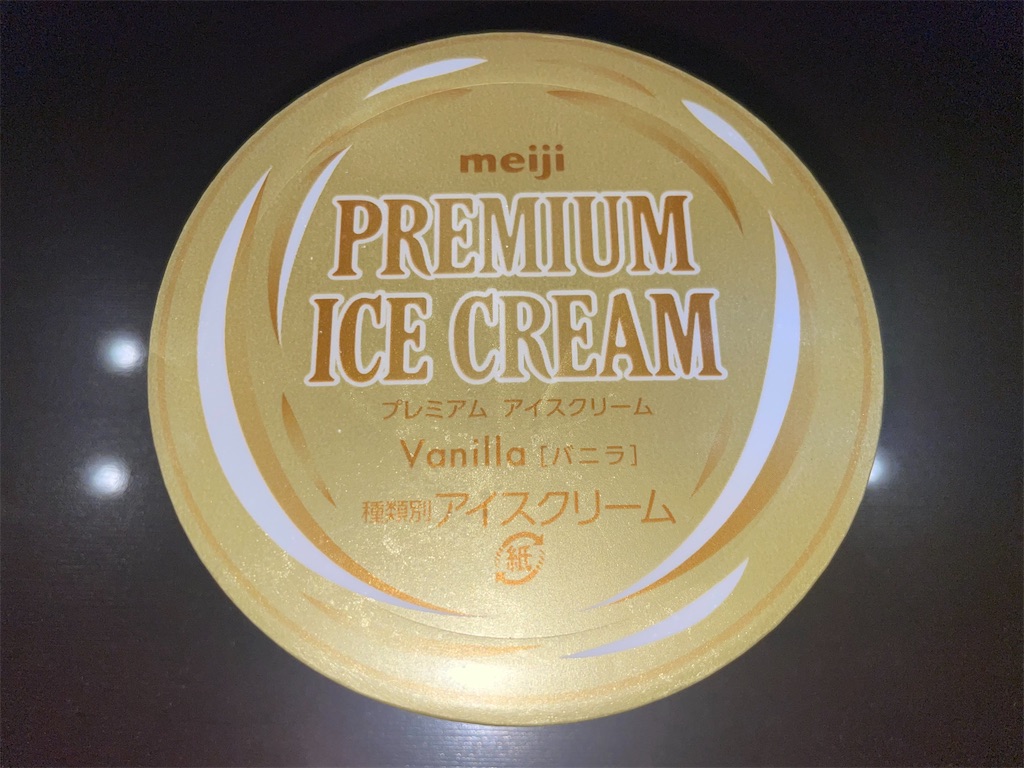 meiji
PREMIUM
ICE CREAM
プレミアム アイスクリーム
Vanilla [バニラ]
種類別アイスクリーム
紙